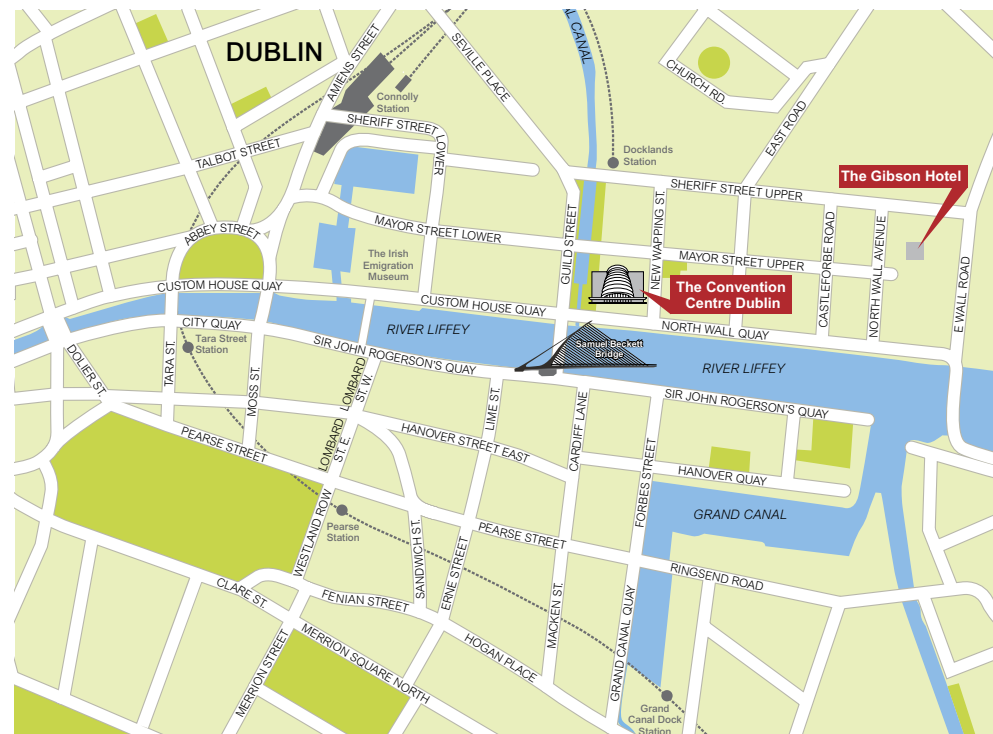 DUBLIN
AMIENS STREET
SEVILLE PLACE
AL CANAL
CHURCH RD.
EAST ROAD
Connolly
Station
SHERIFF STREET
LOWER
TALBOT STREET
Docklands
Station
The Gibson Hotel
SHERIFF STREET UPPER
ABBEY STREET
MAYOR STREET LOWER
GUILD STREET
NEW WAPPING ST.
MAYOR STREET UPPER
CASTLEFORBE ROAD
NORTH WALL AVENUE
E WALL ROAD
The Irish
Emigration
Museum
The Convention
Centre Dublin
CUSTOM HOUSE QUAY
CUSTOM HOUSE QUAY
NORTH WALL QUAY
CITY QUAY
RIVER LIFFEY
Samuel Beckett
Bridge
RIVER LIFFEY
Tara Street
Station
SIR JOHN ROGERSON'S QUAY
DOLIER ST.
TARA ST.
MOSS ST.
LOMBARD
ST. W.
LIME ST.
CARDIFF LANE
SIR JOHN ROGERSON'S QUAY
PEARSE STREET
LOMBARD
ST. E.
HANOVER STREET EAST
HANOVER QUAY
FORBES STREET
GRAND CANAL
Pearse
Station
WESTLAND ROW
SANDWICH ST.
ERNE STREET
PEARSE STREET
RINGSEND ROAD
CLARE ST.
FENIAN STREET
MACKEN ST.
GRAND CANAL QUAY
MERRION STREET
MERRION SQUARE NORTH
HOGAN PLACE
Grand
Canal Dock
Station